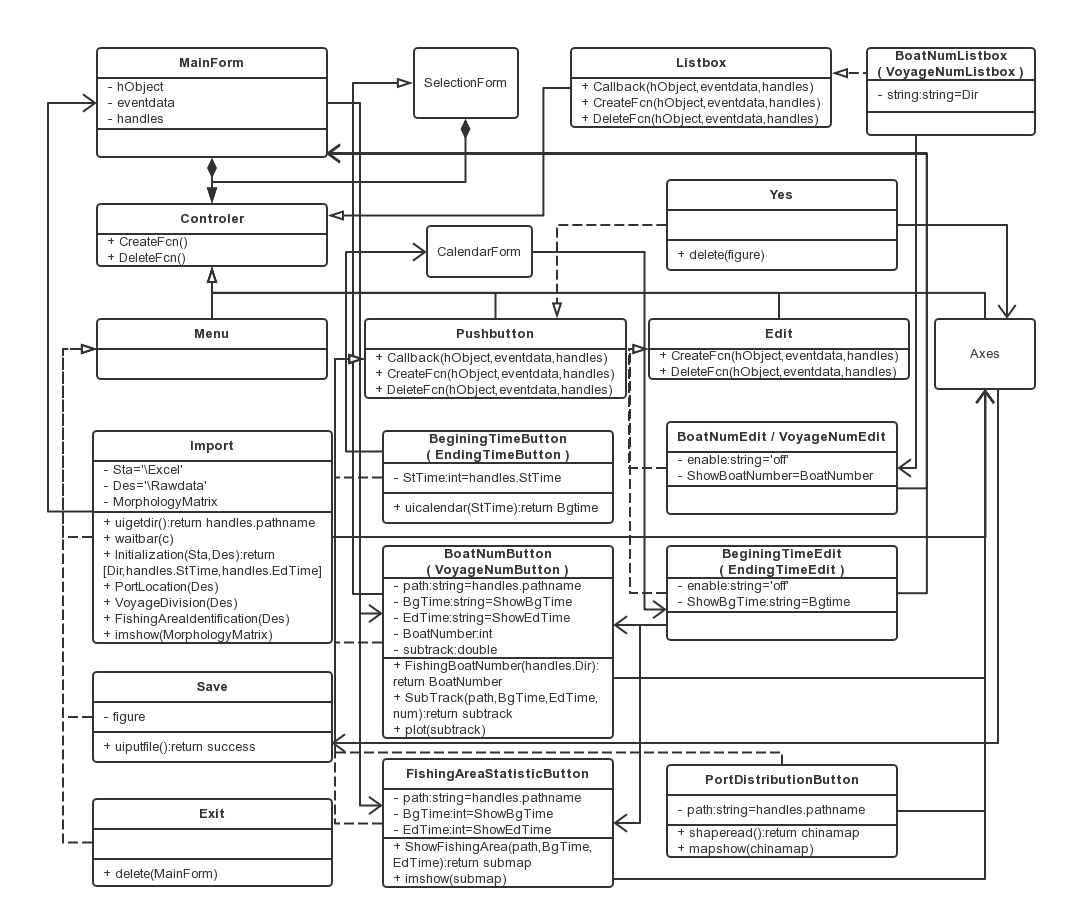 MainForm
- hObject
- eventdata
- handles
SelectionForm
Listbox
+ Callback(hObject,eventdata,handles)
+ CreateFcn(hObject,eventdata,handles)
+ DeleteFcn(hObject,eventdata,handles)
BoatNumListbox
( VoyageNumListbox )
- string:string=Dir
Controler
+ CreateFcn()
+ DeleteFcn()
CalendarForm
Yes
+ delete(figure)
Menu
Pushbutton
+ Callback(hObject,eventdata,handles)
+ CreateFcn(hObject,eventdata,handles)
+ DeleteFcn(hObject,eventdata,handles)
Edit
+ CreateFcn(hObject,eventdata,handles)
+ DeleteFcn(hObject,eventdata,handles)
Axes
Import
- Sta='\Excel'
- Des='\Rawdata'
- MorphologyMatrix
+ uigetdir():return handles.pathname
+ waitbar(c)
+ Initialization(Sta,Des):return
[Dir,handles.StTime,handles.EdTime]
+ PortLocation(Des)
+ VoyageDivision(Des)
+ FishingAreaIdentification(Des)
+ imshow(MorphologyMatrix)
BeginingTimeButton
( EndingTimeButton )
- StTime:int=handles.StTime
+ uicalendar(StTime):return Bgtime
BoatNumEdit / VoyageNumEdit
- enable:string='off'
- ShowBoatNumber=BoatNumber
BoatNumButton
( VoyageNumButton )
- path:string=handles.pathname
- BgTime:string=ShowBgTime
- EdTime:string=ShowEdTime
- BoatNumber:int
- subtrack:double
+ FishingBoatNumber(handles.Dir):
return BoatNumber
+ SubTrack(path,BgTime,EdTime,
num):return subtrack
+ plot(subtrack)
BeginingTimeEdit
( EndingTimeEdit )
- enable:string='off'
- ShowBgTime:string=Bgtime
Save
- figure
+ uiputfile():return success
FishingAreaStatisticButton
- path:string=handles.pathname
- BgTime:int=ShowBgTime
- EdTime:int=ShowEdTime
+ ShowFishingArea(path,BgTime,
EdTime):return submap
+ imshow(submap)
PortDistributionButton
- path:string=handles.pathname
+ shaperead():return chinamap
+ mapshow(chinamap)
Exit
+ delete(MainForm)